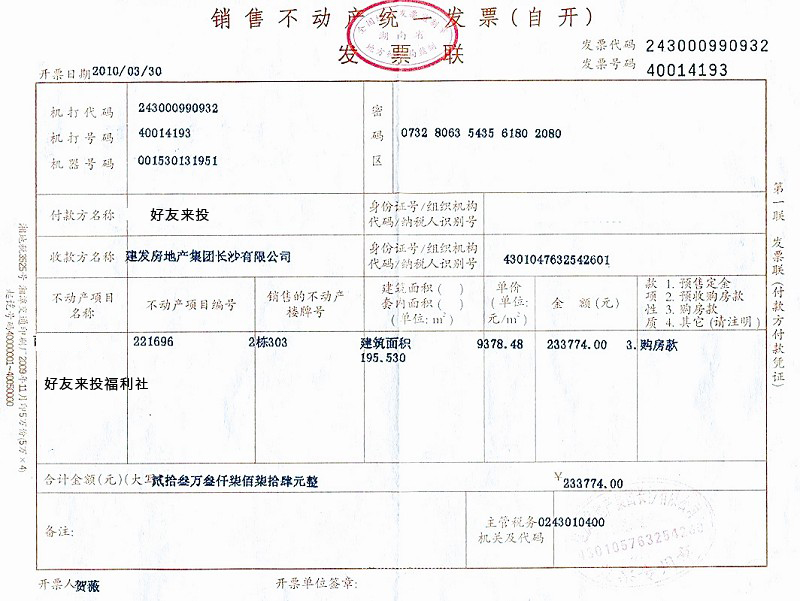 销售不动产统一发票(自开)
发票联
发票代码 243000990932
发票号码 40014193
开票日期2010/03/30
机打代码 243000990932
机打号码 40014193
机器号码 001530131951
密码区 0732 8063 5435 6180 2080
付款方名称 好友来投 身份证号/组织机构代码/纳税人识别号
收款方名称 建发房地产集团长沙有限公司 身份证号/组织机构代码/纳税人识别号 4301047632542601
不动产项目名称 不动产项目编号 销售的不动产楼牌号 建筑面积( ) 套内面积( ) (单位:m²) 单价(单位:元/m²) 金 额(元) 款项性质 1.预售定金 2.预收购房款 3.购房款 4.其它(请注明)
221696 2栋303 建筑面积 9378.48 233774.00 3.购房款
195.530
好友来投福利社
合计金额(元)(大写 贰拾叁万叁仟柒佰柒拾肆元整 ¥233774.00
备注: 主管税务机关及代码 0243010400
开票人贺薇 开票单位签章:
第一联 发票联(付款方付款凭证)